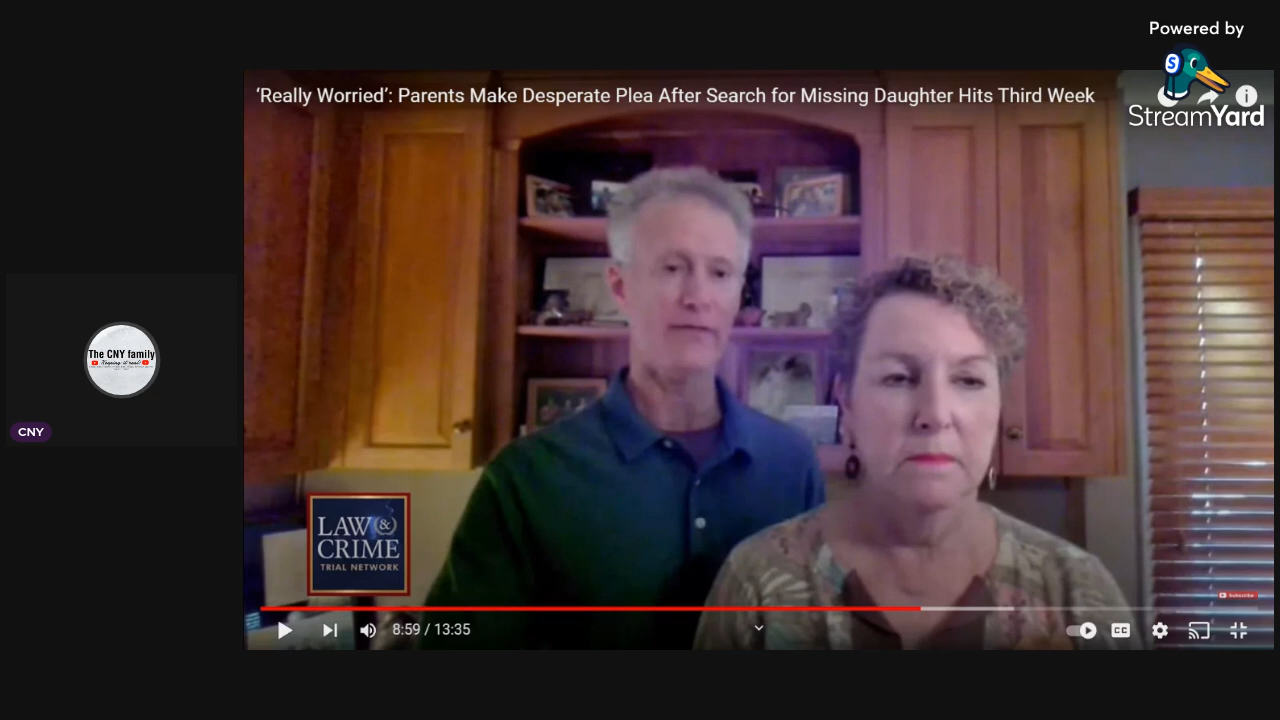 Powered by
StreamYard
‘Really Worried’: Parents Make Desperate Plea After Search for Missing Daughter Hits Third Week
The CNY family
CNY
LAW &
CRIME
TRIAL NETWORK
Subscribe
8:59 / 13:35
CC